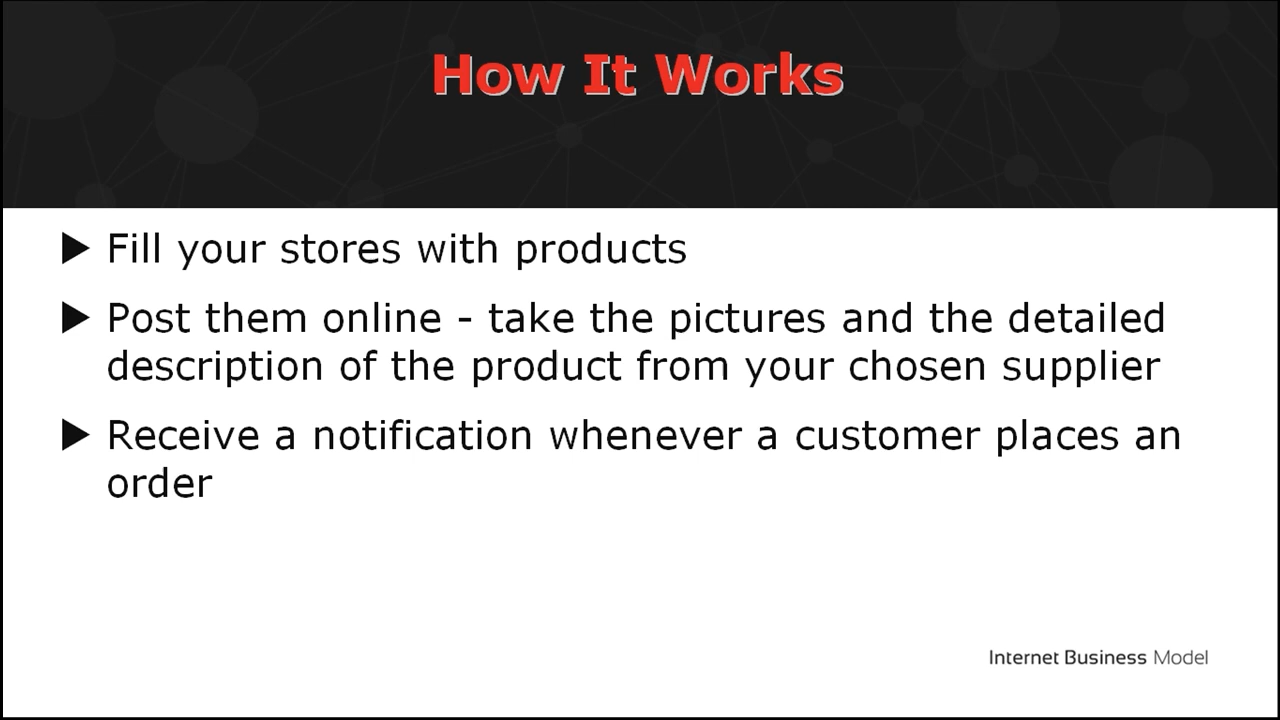 How It Works
▶ Fill your stores with products
▶ Post them online - take the pictures and the detailed
description of the product from your chosen supplier
▶ Receive a notification whenever a customer places an
order
Internet Business Model